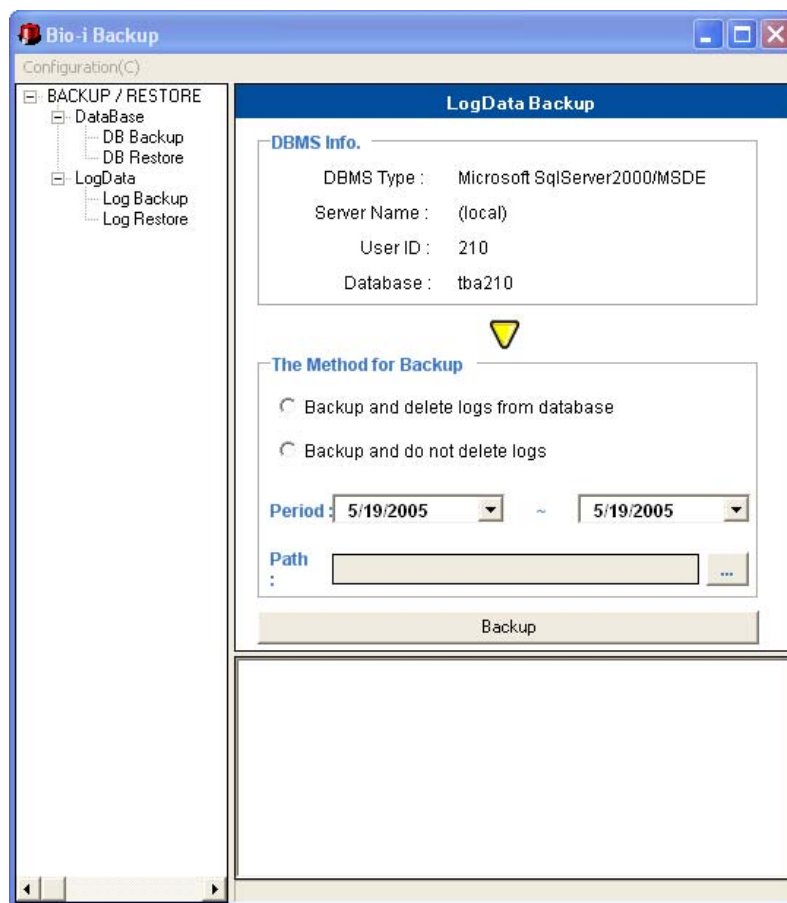 Bio-i Backup
Configuration(C)
BACKUP / RESTORE
DataBase
DB Backup
DB Restore
LogData
Log Backup
Log Restore
LogData Backup
DBMS Info.
DBMS Type : Microsoft SqlServer2000/MSDE
Server Name : (local)
User ID : 210
Database : tba210
The Method for Backup
Backup and delete logs from database
Backup and do not delete logs
Period : 5/19/2005 ~ 5/19/2005
Path
:
...
Backup